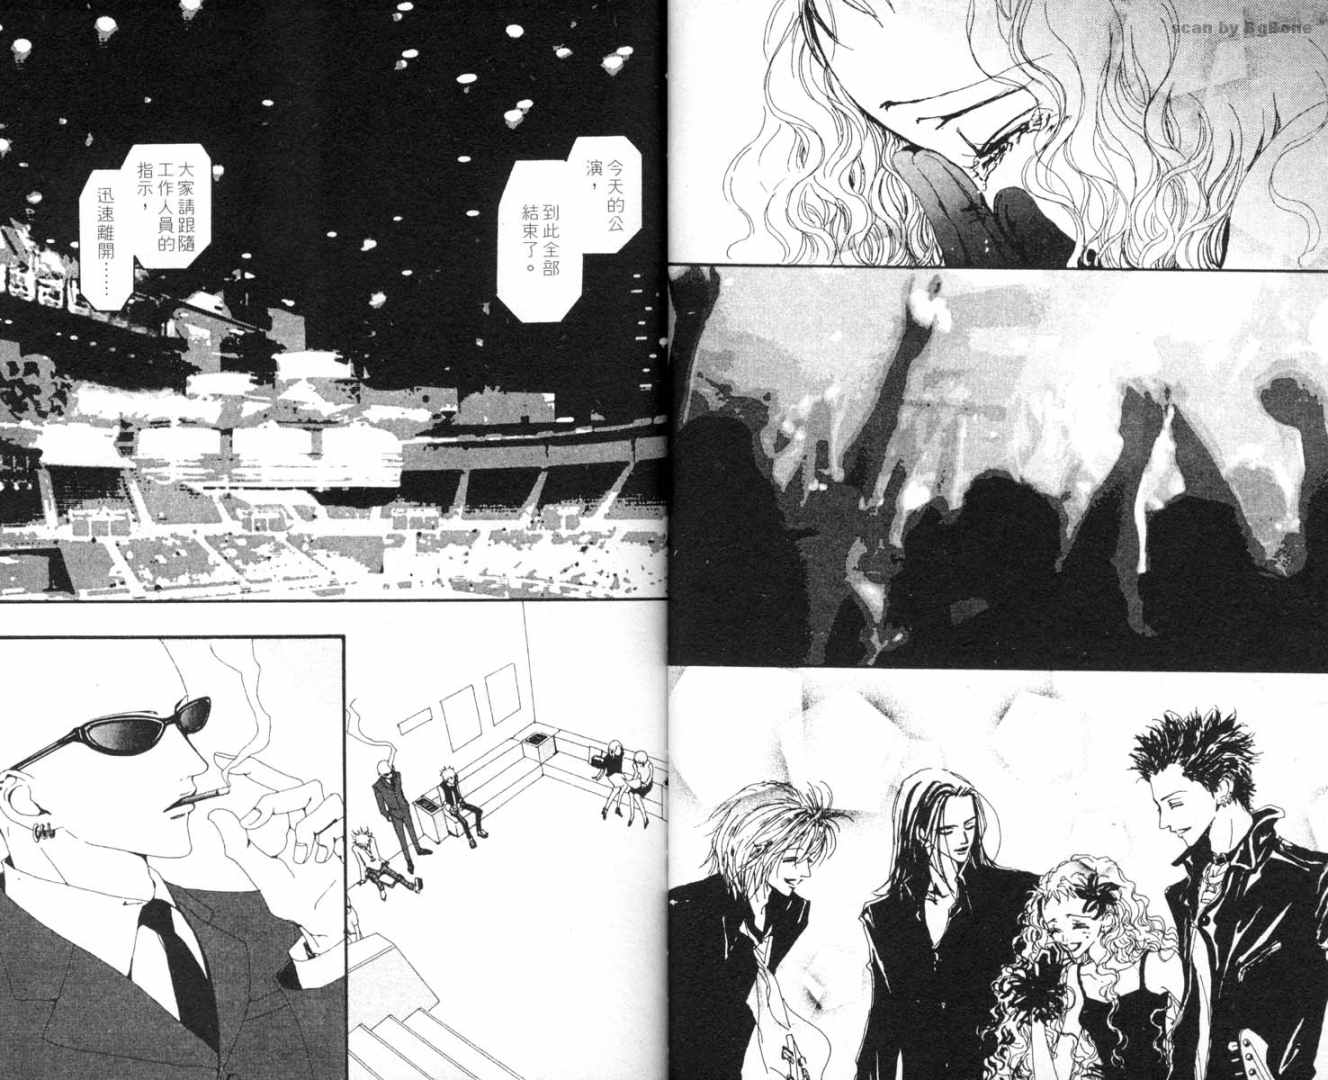 scan by BgBone
今天的公
演，
到此全部
結束了。
大家請跟隨
工作人員的
指示，
迅速離開……